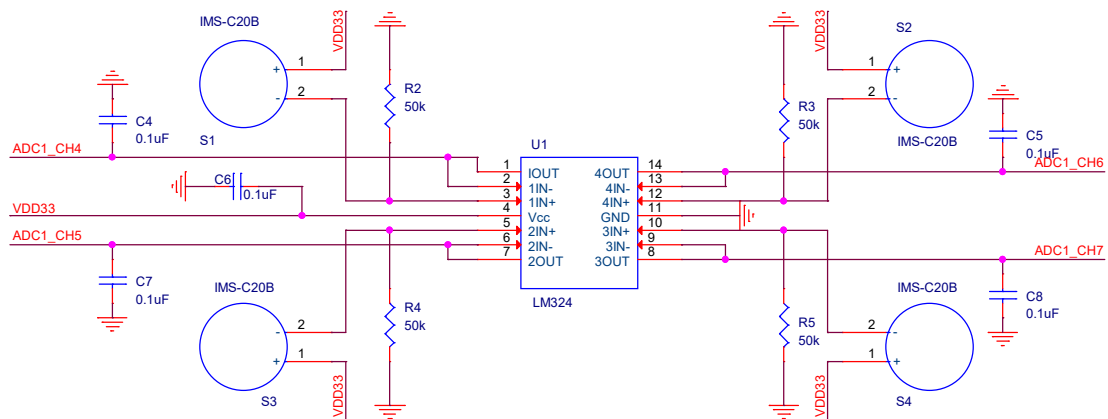 IMS-C20B
VDD33
1
+
2
-
S1
R2
50k
C4
0.1uF
ADC1_CH4
C6
0.1uF
VDD33
ADC1_CH5
C7
0.1uF
IMS-C20B
2
-
1
+
S3
VDD33
R4
50k
U1
1 IOUT 4OUT 14
2 1IN- 4IN- 13
3 1IN+ 4IN+ 12
4 Vcc GND 11
5 2IN+ 3IN+ 10
6 2IN- 3IN- 9
7 2OUT 3OUT 8
LM324
VDD33
S2
1
+
2
-
IMS-C20B
R3
50k
C5
0.1uF
ADC1_CH6
ADC1_CH7
C8
0.1uF
IMS-C20B
2
-
1
+
S4
VDD33
R5
50k